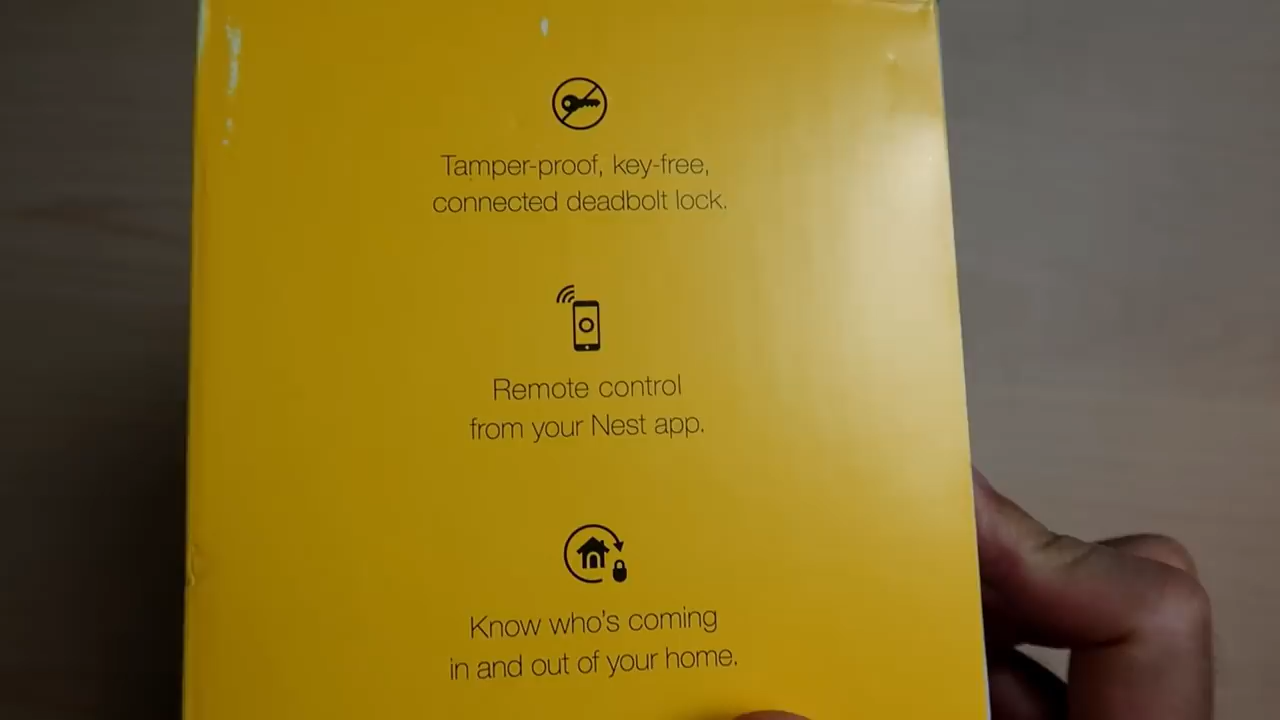 Tamper-proof, key-free,
connected deadbolt lock.
Remote control
from your Nest app.
Know who's coming
in and out of your home.